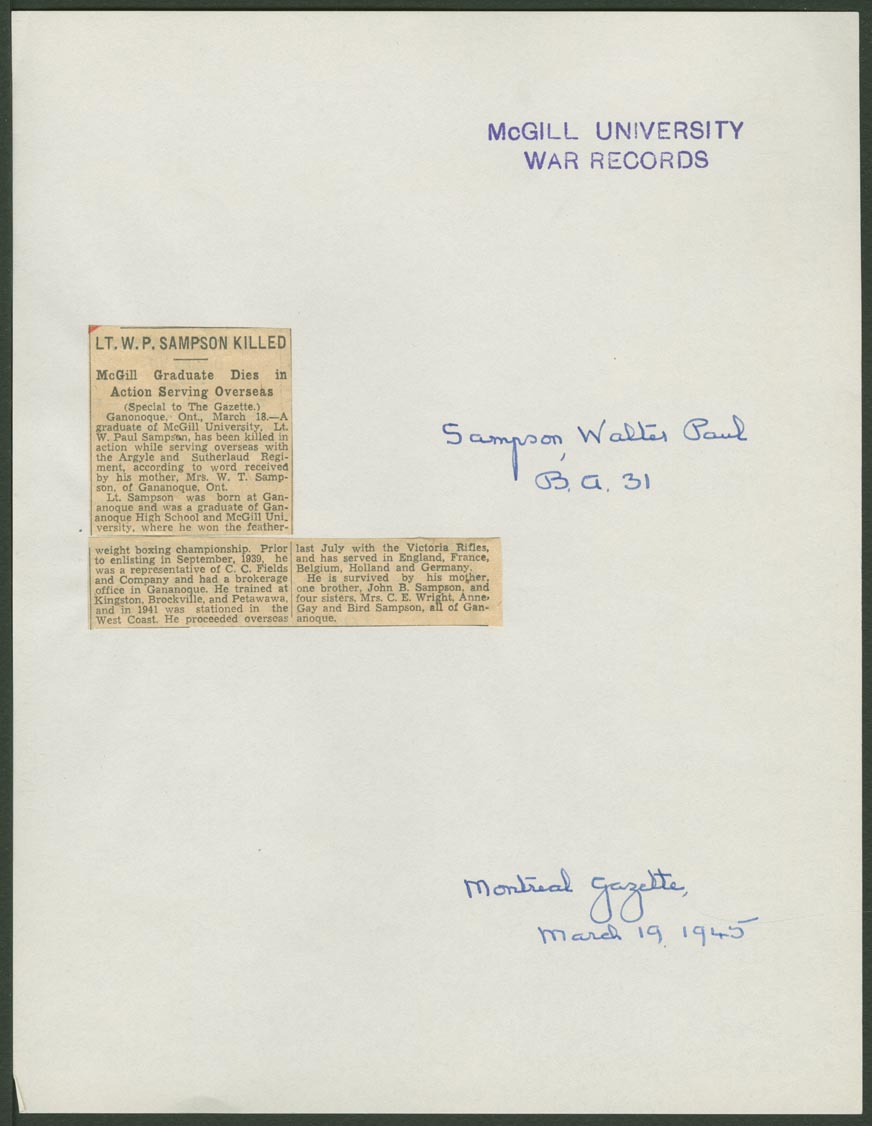 McGILL UNIVERSITY
WAR RECORDS
LT. W. P. SAMPSON KILLED
McGill Graduate Dies in
Action Serving Overseas
(Special to The Gazette.)
Ganonoque, Ont., March 18.—A
graduate of McGill University, Lt.
W. Paul Sampson, has been killed in
action while serving overseas with
the Argyle and Sutherlaud Regi-
ment, according to word received
by his mother, Mrs. W. T. Samp-
son, of Gananoque, Ont.
Lt. Sampson was born at Gan-
anoque and was a graduate of Gan-
anoque High School and McGill Uni-
versity, where he won the feather-
weight boxing championship. Prior
to enlisting in September, 1939, he
was a representative of C. C. Fields
and Company and had a brokerage
office in Gananoque. He trained at
Kingston, Brockville, and Petawawa,
and in 1941 was stationed in the
West Coast. He proceeded overseas
last July with the Victoria Rifles,
and has served in England, France,
Belgium, Holland and Germany.
He is survived by his mother,
one brother, John B. Sampson, and
four sisters, Mrs. C. E. Wright, Anne,
Gay and Bird Sampson, all of Gan-
anoque.
Sampson, Walter Paul
B.A. 31
Montreal Gazette,
March 19, 1945